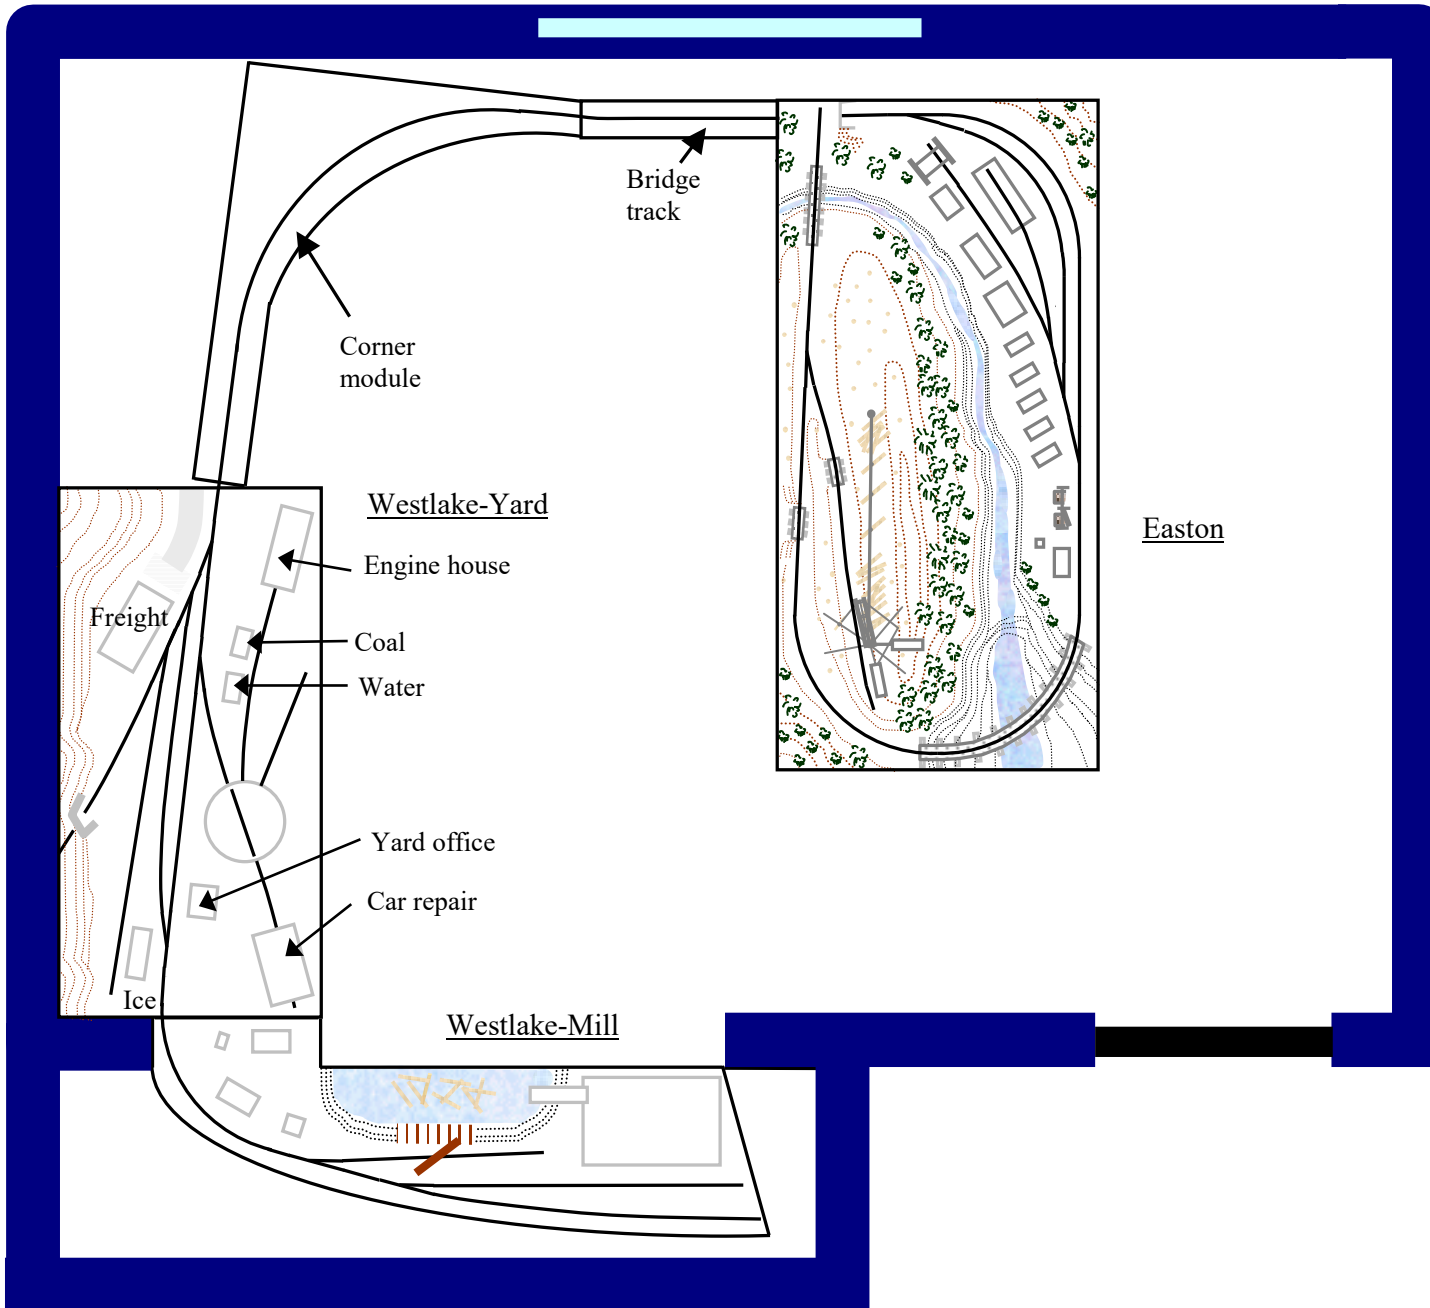 Bridge
track
Corner
module
Westlake-Yard
Easton
Engine house
Freight
Coal
Water
Yard office
Car repair
Ice
Westlake-Mill